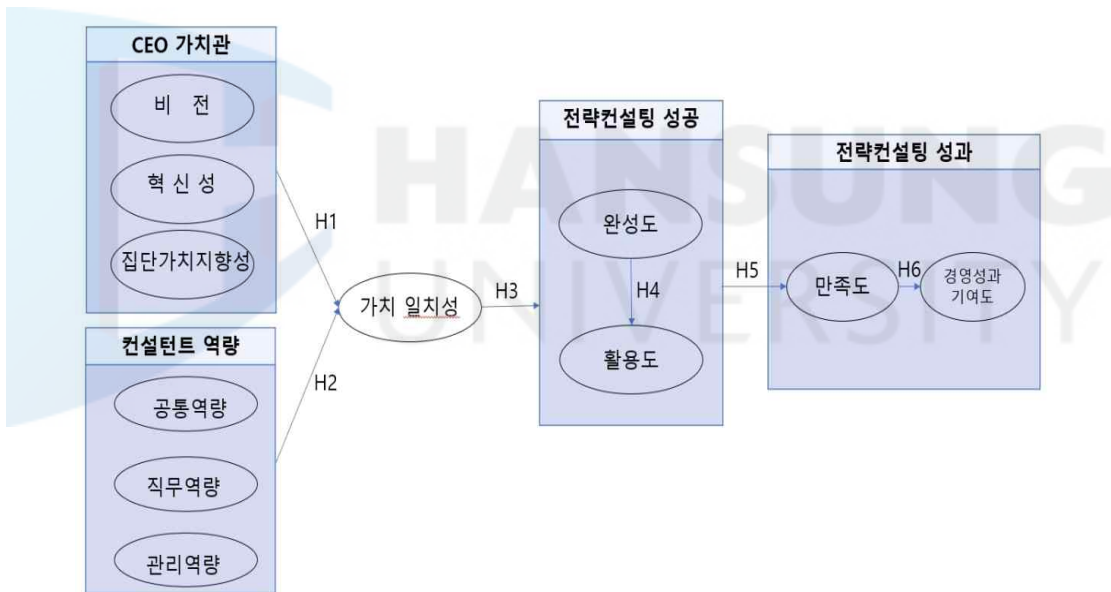 CEO 가치관
비 전
혁 신 성
집단가치지향성
컨설턴트 역량
공통역량
직무역량
관리역량
H1
H2
가치 일치성
H3
전략컨설팅 성공
완성도
H4
활용도
H5
전략컨설팅 성과
만족도
H6
경영성과
기여도
HANSUNG
UNIVERSITY